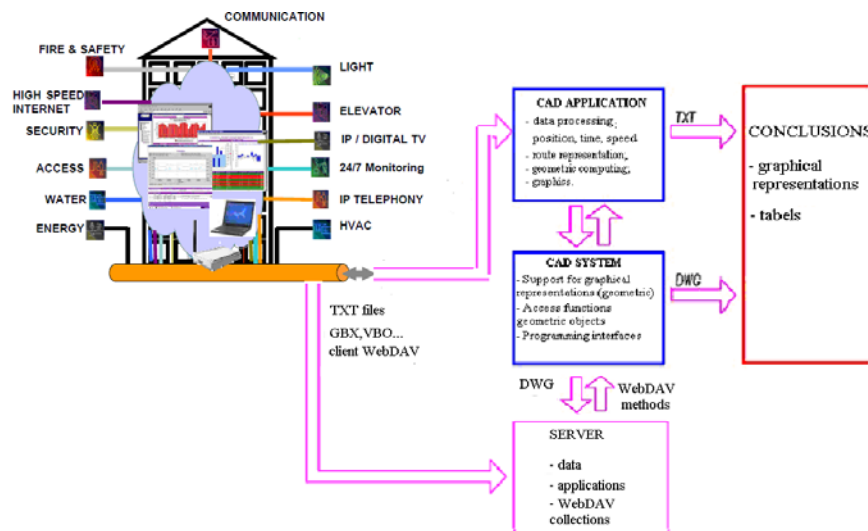 COMMUNICATION
FIRE & SAFETY
LIGHT
HIGH SPEED
INTERNET
ELEVATOR
SECURITY
IP / DIGITAL TV
ACCESS
24/7 Monitoring
WATER
IP TELEPHONY
ENERGY
HVAC
TXT files
GBX,VBO...
client WebDAV
CAD APPLICATION
- data processing,
position, time, speed
- route representation,
- geometric computing,
- graphiss.
TXT
CONCLUSIONS
- graphical
representations
- tabels
CAD SYSTEM
- Support for graphical
representations (geometric)
- Access functions
geometric objects
- Programming interfaces
DWG
DWG
WebDAV
methods
SERVER
- data
- applications
- WebDAV
collections